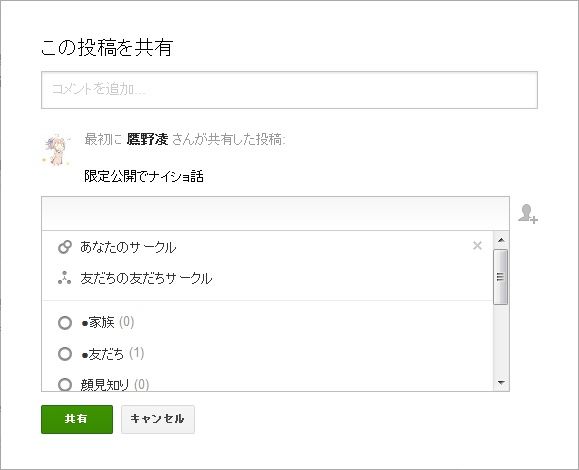 この投稿を共有
コメントを追加...
最初に 鷹野凌 さんが共有した投稿:
限定公開でナイショ話
あなたのサークル
友だちの友だちサークル
●家族 (0)
●友だち (1)
顔見知り (0)
共有 キャンセル